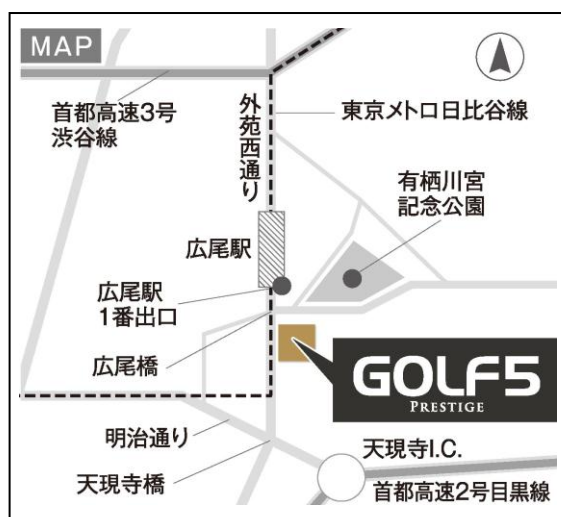 MAP
首都高速3号
渋谷線
外苑西通り
東京メトロ日比谷線
有栖川宮
記念公園
広尾駅
広尾駅
1番出口
広尾橋
GOLF5
PRESTIGE
明治通り
天現寺橋
天現寺I.C.
首都高速2号目黒線